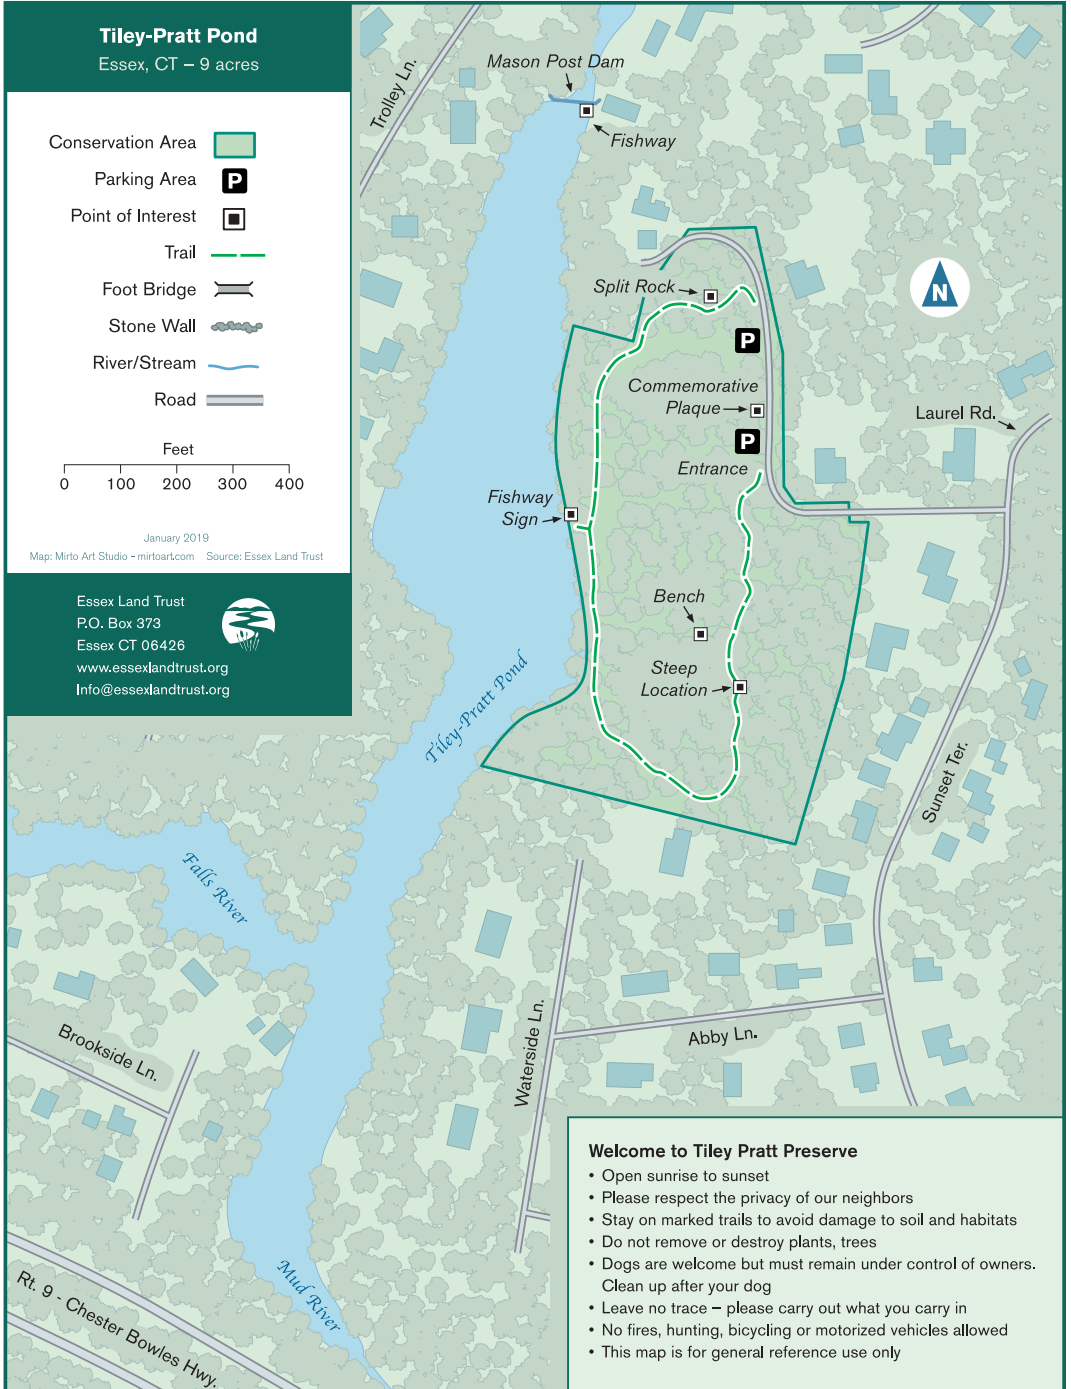 Tiley-Pratt Pond
Essex, CT – 9 acres
Conservation Area
Parking Area
P
Point of Interest
Trail
Foot Bridge
Stone Wall
River/Stream
Road
Feet
0 100 200 300 400
January 2019
Map: Mirto Art Studio - mirtoart.com Source: Essex Land Trust
Essex Land Trust
P.O. Box 373
Essex CT 06426
www.essexlandtrust.org
Info@essexlandtrust.org
Trolley Ln.
Mason Post Dam
Fishway
N
Split Rock
P
Commemorative
Plaque
P
Entrance
Laurel Rd.
Fishway
Sign
Bench
Steep
Location
Tiley-Pratt Pond
Sunset Ter.
Falls River
Waterside Ln.
Abby Ln.
Brookside Ln.
Mud River
Rt. 9 - Chester Bowles Hwy.
Welcome to Tiley Pratt Preserve
• Open sunrise to sunset
• Please respect the privacy of our neighbors
• Stay on marked trails to avoid damage to soil and habitats
• Do not remove or destroy plants, trees
• Dogs are welcome but must remain under control of owners.
Clean up after your dog
• Leave no trace – please carry out what you carry in
• No fires, hunting, bicycling or motorized vehicles allowed
• This map is for general reference use only